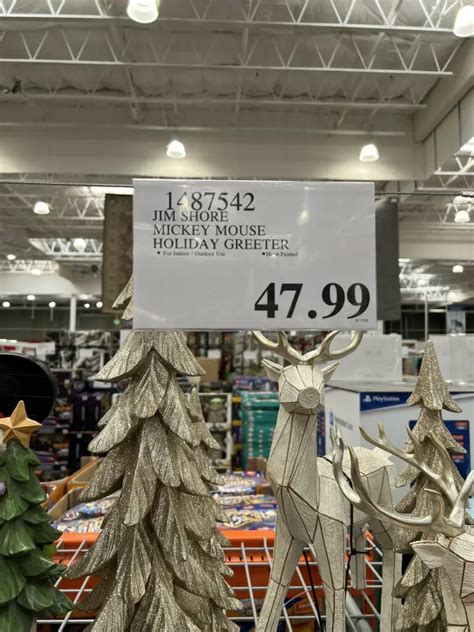 1487542
JIM SHORE
MICKEY MOUSE
HOLIDAY GREETER
• For Indoor / Outdoor Use • Hand Painted
47.99
PlayStation